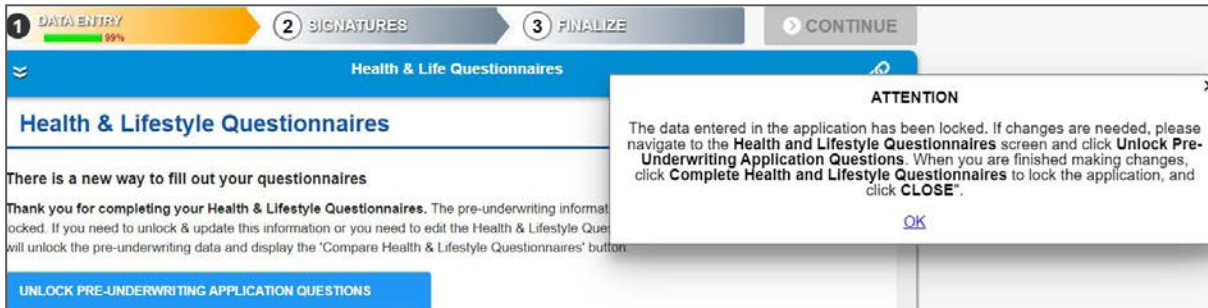 1 DATA ENTRY
99%
2 SIGNATURES
3 FINALIZE
CONTINUE
Health & Life Questionnaires
Health & Lifestyle Questionnaires
There is a new way to fill out your questionnaires
Thank you for completing your Health & Lifestyle Questionnaires. The pre-underwriting
ocked. If you need to unlock & update this information or you need to edit the Health & Lifestyle
will unlock the pre-underwriting data and display the 'Compare Health & Lifestyle Questionnaires' button.
UNLOCK PRE-UNDERWRITING APPLICATION QUESTIONS
ATTENTION
The data entered in the application has been locked. If changes are needed, please
navigate to the Health and Lifestyle Questionnaires screen and click Unlock Pre-
Underwriting Application Questions. When you are finished making changes,
click Complete Health and Lifestyle Questionnaires to lock the application, and
click CLOSE".
OK